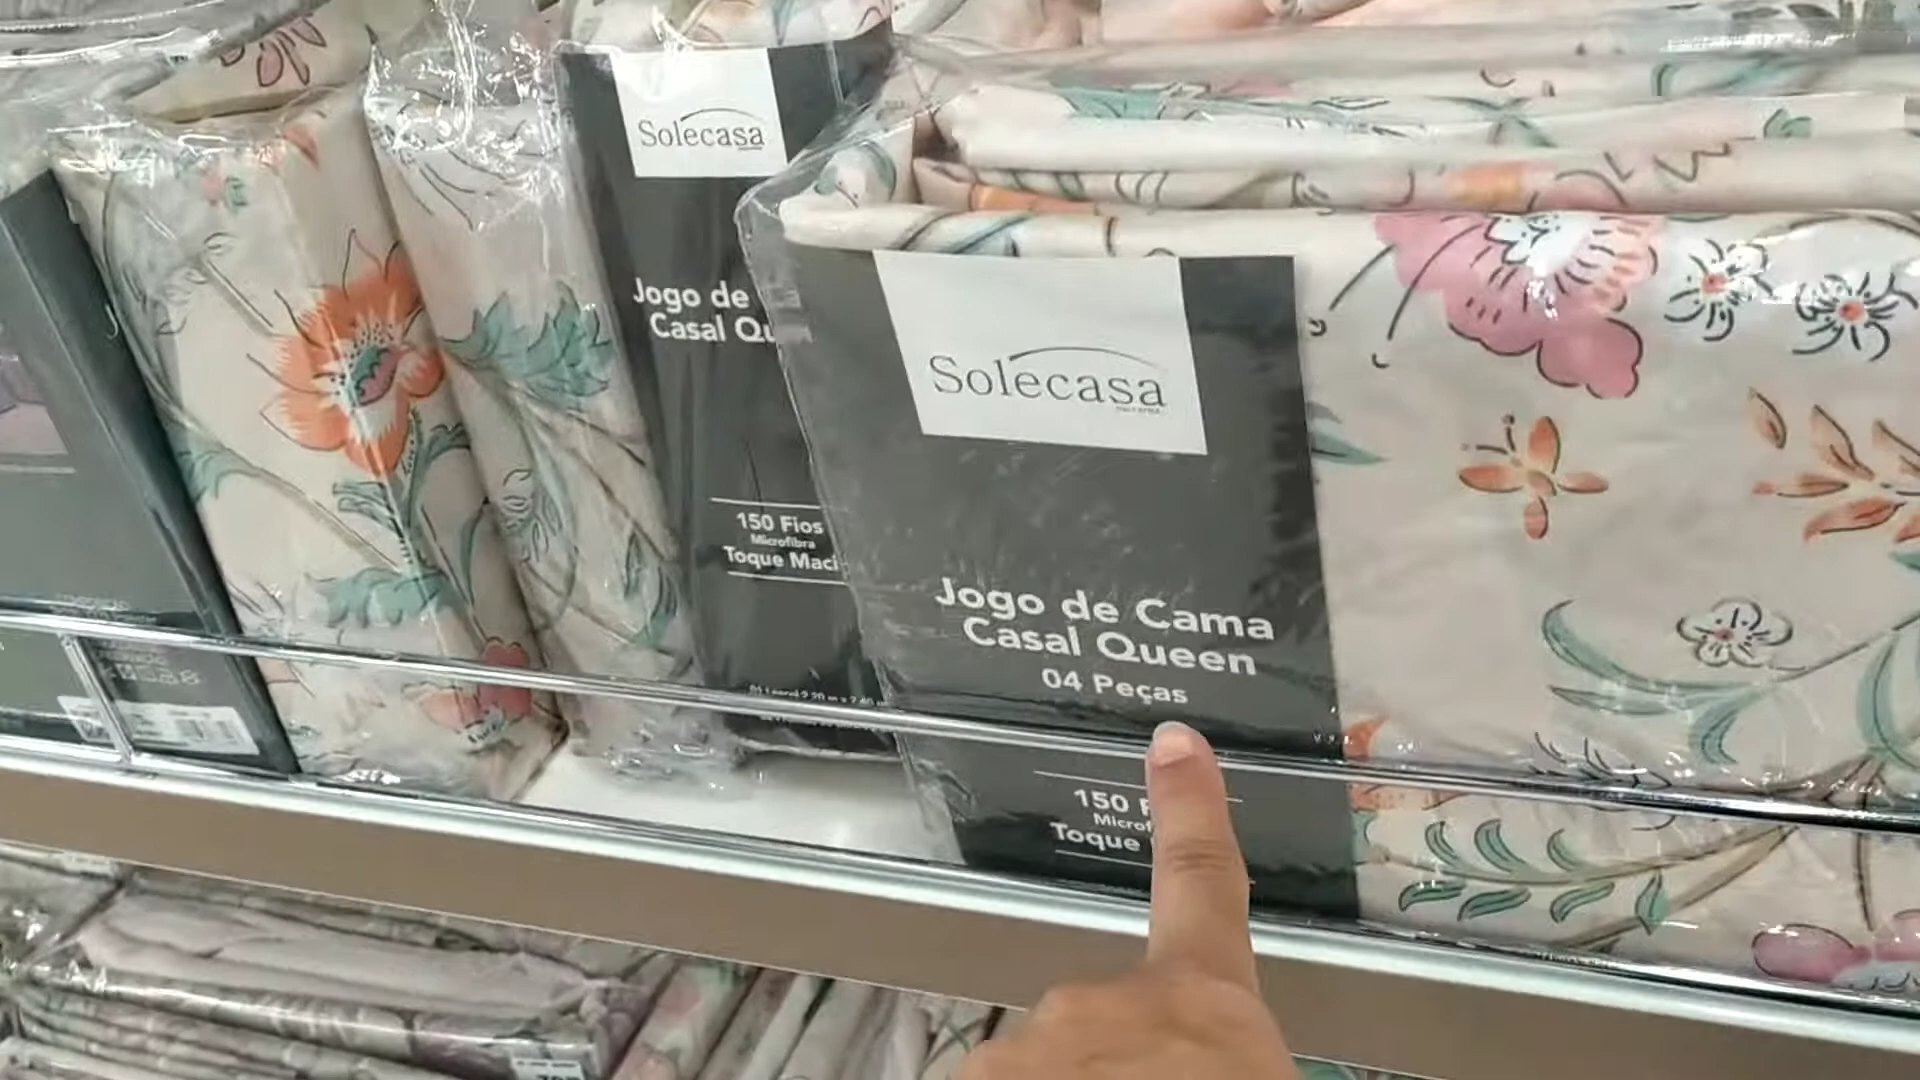 Solecasa
Jogo de
Casal Qu
150 Fios
Microfibra
Toque Maci
Solecasa
Jogo de Cama
Casal Queen
04 Peças
150 F
Microf
Toque